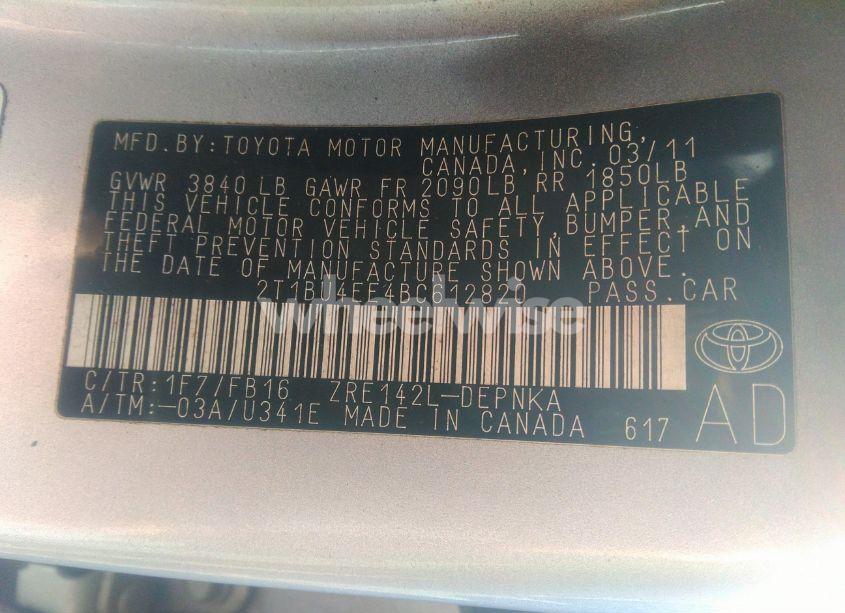 MFD.BY:TOYOTA MOTOR MANUFACTURING,
CANADA,INC.03/11
GVWR 3840LB GAWR FR 2090LB RR 1850LB
THIS VEHICLE CONFORMS TO ALL APPLICABLE
FEDERAL MOTOR VEHICLE SAFETY,BUMPER,AND
THEFT PREVENTION STANDARDS IN EFFECT ON
THE DATE OF MANUFACTURE SHOWN ABOVE.
2T1BU4EE4BC612820 PASS.CAR
wheelwise
C/TR:1F7/FB16 ZRE142L-DEPNKA
A/TM:-03A/U341E MADE IN CANADA 617 AD